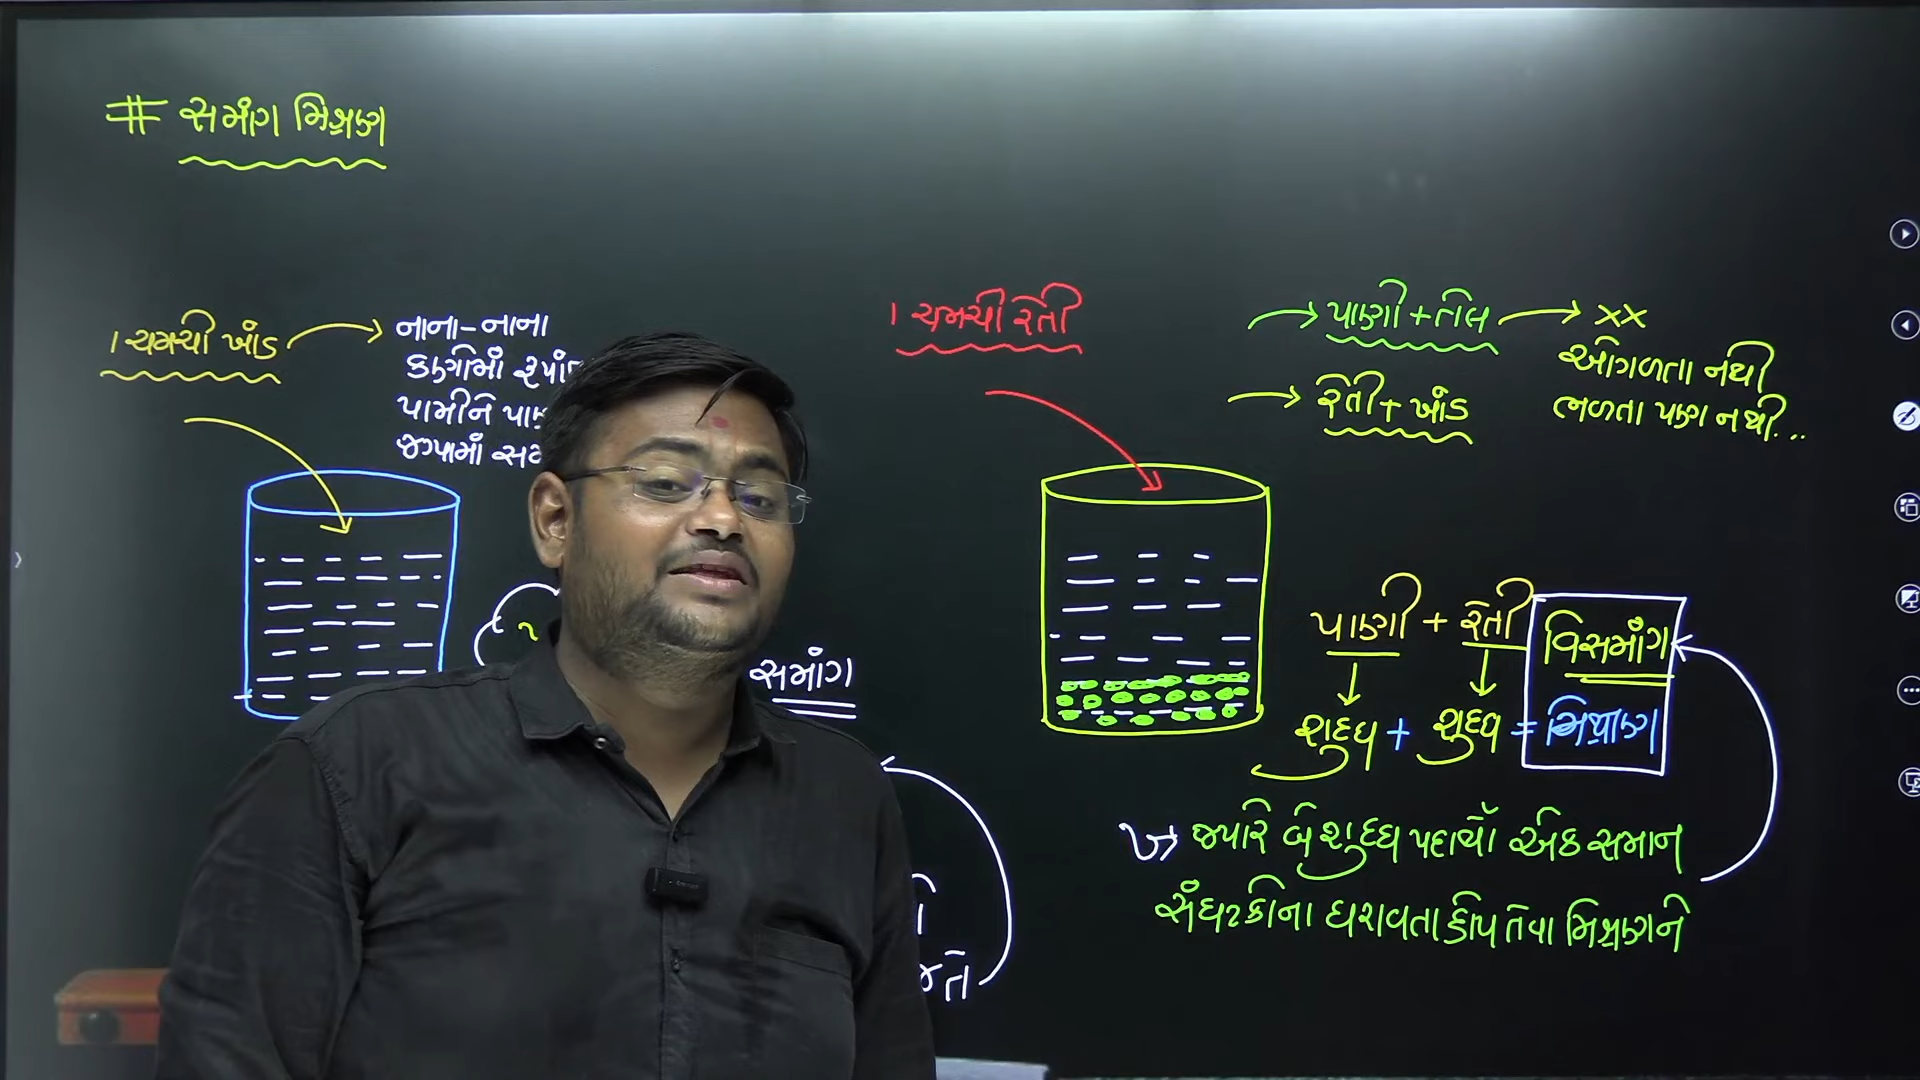 # સમાંગ મિશ્રણ
1 ચમચી ખાંડ
નાના-નાના
કણોમાં
પામીને
સમાંગ
1 ચમચી રેતી
પાણી + તેલ
xx
ઓગળતા નથી
ભળતા પણ નથી...
રેતી + ખાંડ
પાણી + રેતી
વિસમાંગ
શુદ્ધ + શુદ્ધ = મિશ્રણ
જ્યારે બે શુદ્ધ પદાર્થો એક સમાન
સંઘટકોના ધરાવતા હોય તેવા મિશ્રણને